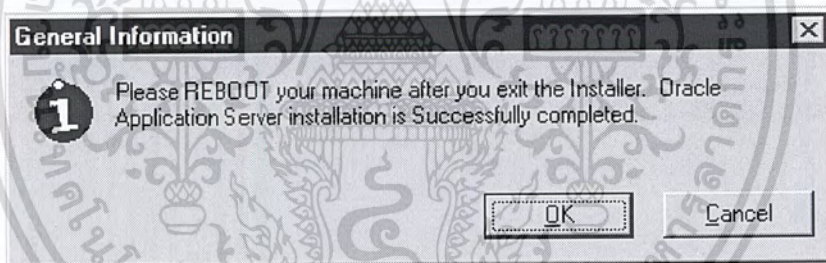 General Information
Please REBOOT your machine after you exit the Installer. Oracle
Application Server installation is Successfully completed.
OK
Cancel